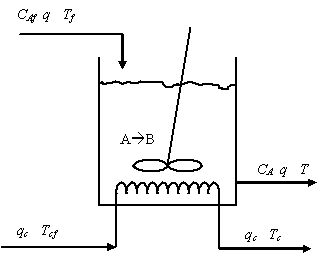 C_Af q T_f
A→B
C_A q T
q_c T_cf
q_c T_c